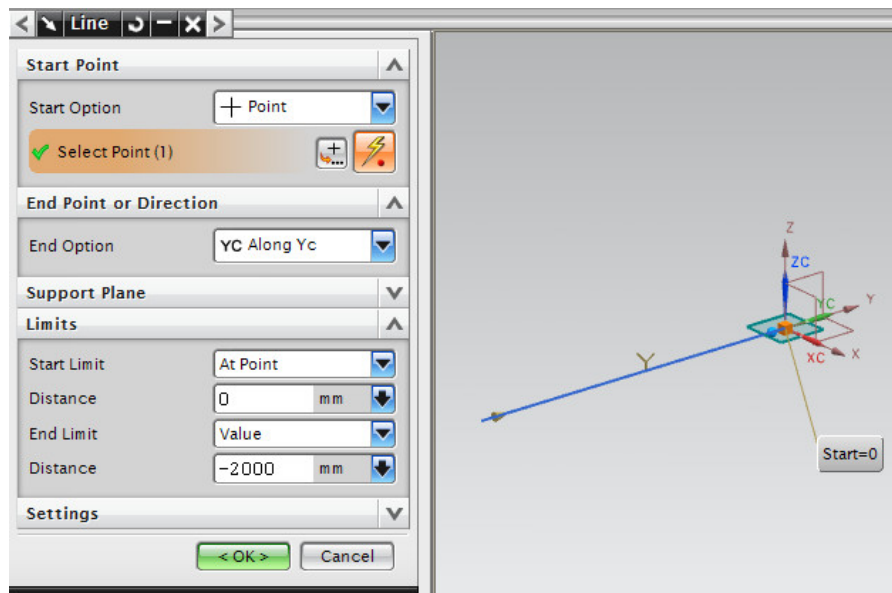 Line
Start Point
Start Option
Point
Select Point (1)
End Point or Direction
End Option
YC Along Yc
Support Plane
Limits
Start Limit
At Point
Distance
0 mm
End Limit
Value
Distance
-2000 mm
Settings
< OK >
Cancel
Z
ZC
YC
Y
XC
X
Y
Start=0